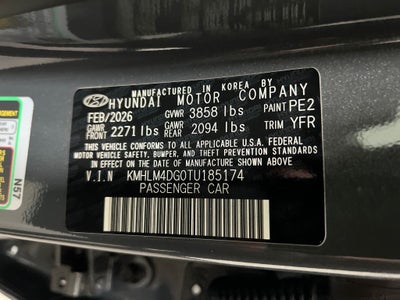 MANUFACTURED IN KOREA BY
HYUNDAI MOTOR COMPANY
FEB/2026 GVWR 3858 lbs PAINT PE2
GAWR FRONT 2271 lbs GAWR REAR 2094 lbs TRIM YFR
THIS VEHICLE CONFORMS TO ALL APPLICABLE U.S.A FEDERAL
MOTOR VEHICLE SAFETY, BUMPER, AND THEFT PREVENTION STANDARDS
IN EFFECT ON THE DATE OF MANUFACTURE SHOWN ABOVE
V.I.N KMHLM4DG0TU185174
PASSENGER CAR
N57